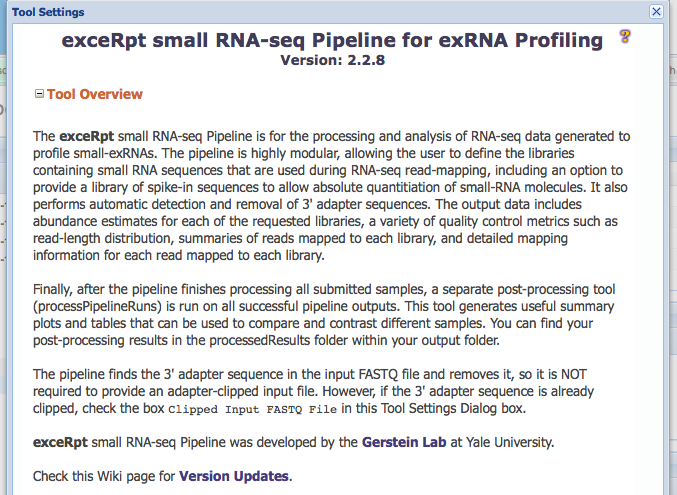 Tool Settings
exceRpt small RNA-seq Pipeline for exRNA Profiling ?
Version: 2.2.8
Tool Overview
The exceRpt small RNA-seq Pipeline is for the processing and analysis of RNA-seq data generated to
profile small-exRNAs. The pipeline is highly modular, allowing the user to define the libraries
containing small RNA sequences that are used during RNA-seq read-mapping, including an option to
provide a library of spike-in sequences to allow absolute quantitiation of small-RNA molecules. It also
performs automatic detection and removal of 3' adapter sequences. The output data includes
abundance estimates for each of the requested libraries, a variety of quality control metrics such as
read-length distribution, summaries of reads mapped to each library, and detailed mapping
information for each read mapped to each library.
Finally, after the pipeline finishes processing all submitted samples, a separate post-processing tool
(processPipelineRuns) is run on all successful pipeline outputs. This tool generates useful summary
plots and tables that can be used to compare and contrast different samples. You can find your
post-processing results in the processedResults folder within your output folder.
The pipeline finds the 3' adapter sequence in the input FASTQ file and removes it, so it is NOT
required to provide an adapter-clipped input file. However, if the 3' adapter sequence is already
clipped, check the box Clipped Input FASTQ File in this Tool Settings Dialog box.
exceRpt small RNA-seq Pipeline was developed by the Gerstein Lab at Yale University.
Check this Wiki page for Version Updates.